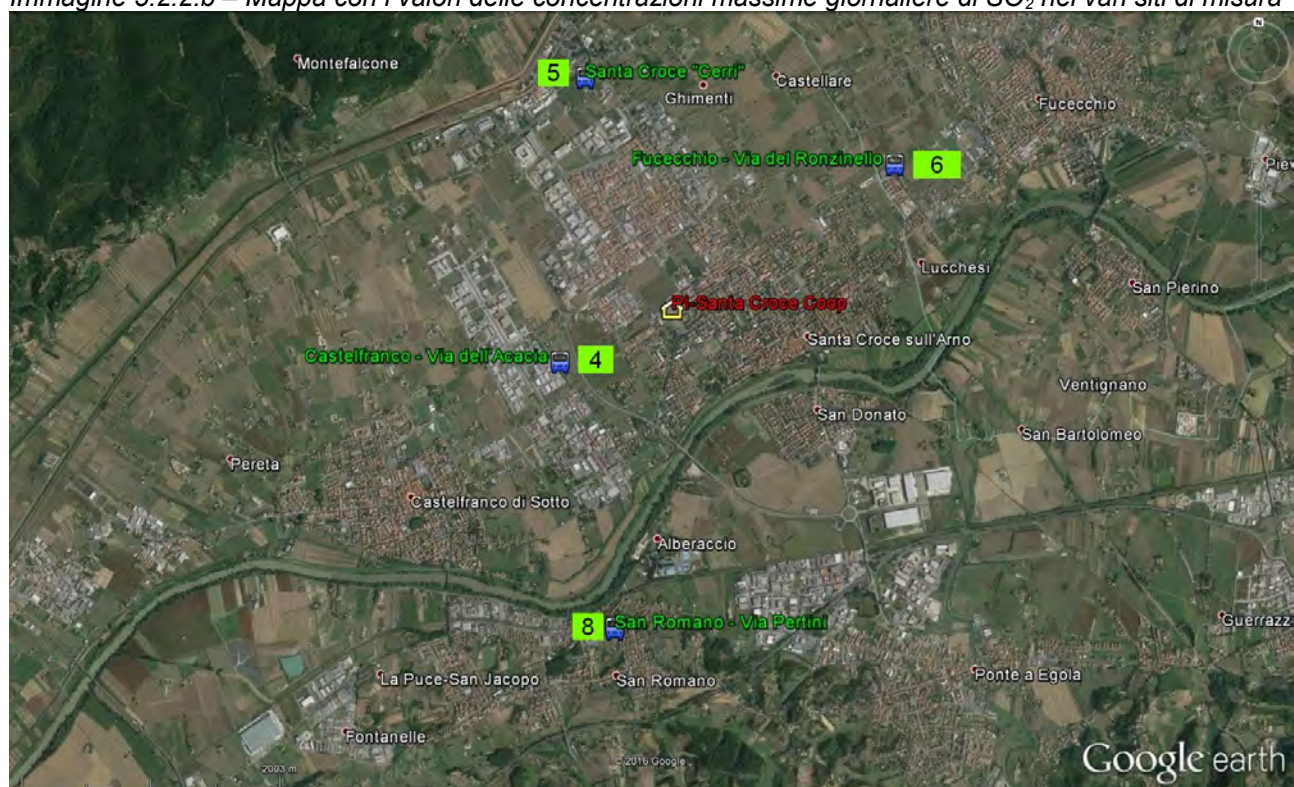 Immagine 5.2.2.b – Mappa con i valori delle concentrazioni massime giornaliere di SO₂ nei vari siti di misura
N
Montefalcone
5 Santa Croce "Cerri"
Ghimenti
Castellare
Fucecchio
Fucecchio - Via del Ronzinello 6
Piev
Lucchesi
San Pierino
PI-Santa Croce Coop
Santa Croce sull'Arno
Castelfranco - Via dell'Acacia 4
Ventignano
San Donato
San Bartolomeo
Pereta
Castelfranco di Sotto
Alberaccio
8 San Romano - Via Pertini
Guerrazz
La Puce-San Jacopo
San Romano
Ponte a Egola
Fontanelle
2003 m
© 2016 Google
Google earth